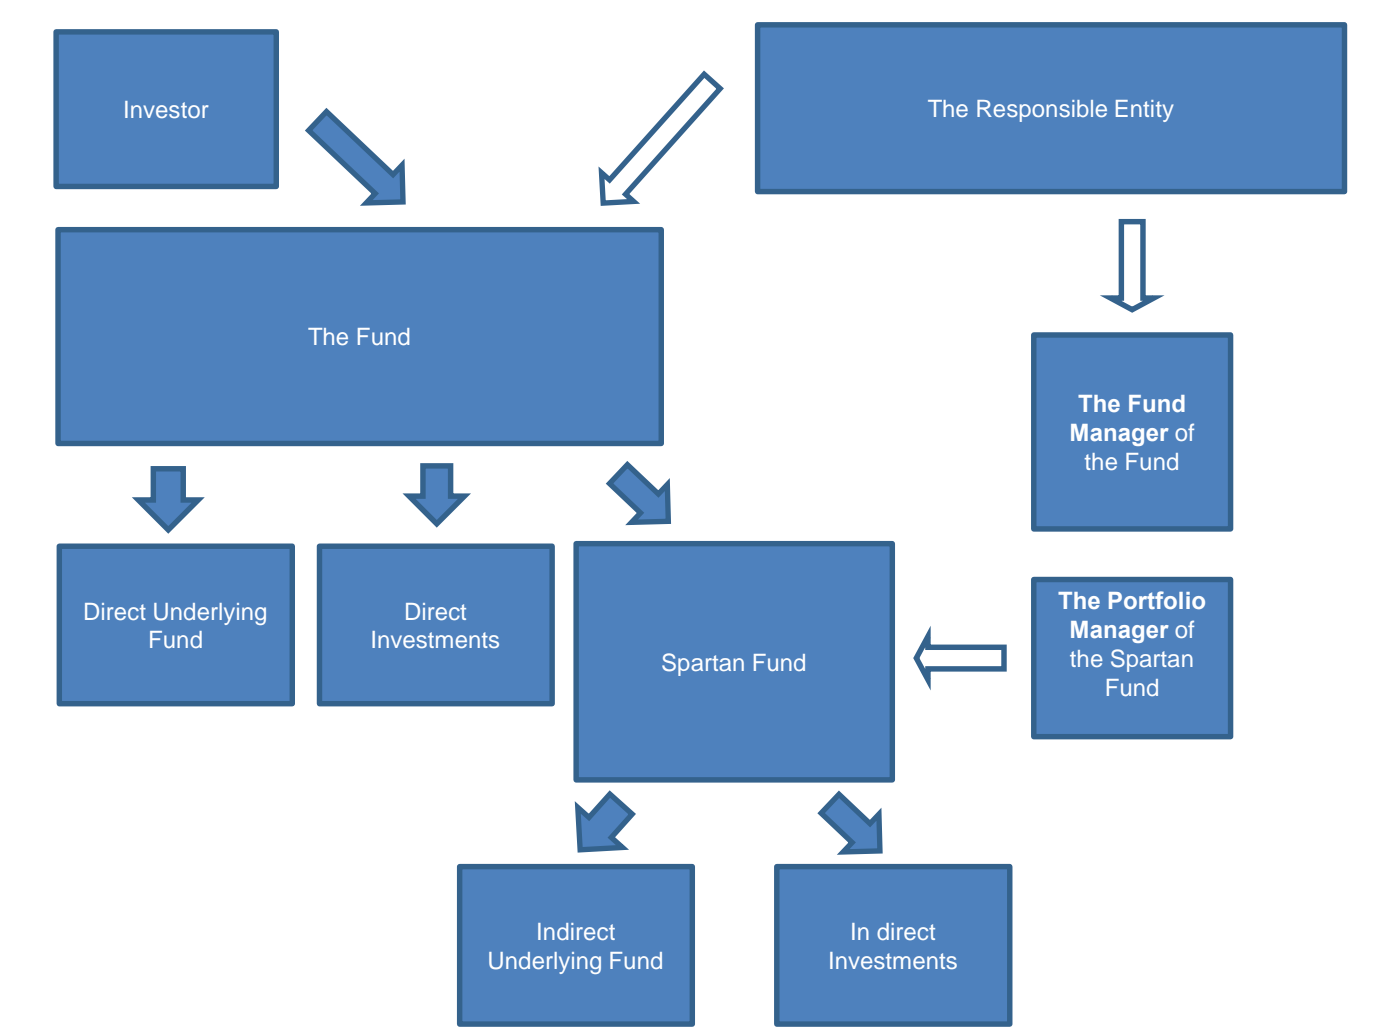 Investor
The Responsible Entity
The Fund
The Fund
Manager of
the Fund
Direct Underlying
Fund
Direct
Investments
Spartan Fund
The Portfolio
Manager of
the Spartan
Fund
Indirect
Underlying Fund
In direct
Investments